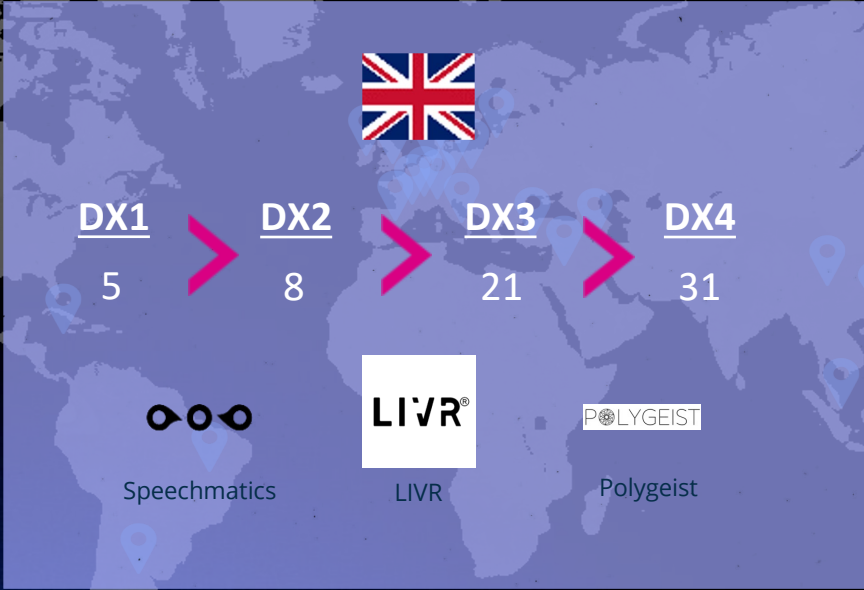 DX1 DX2 DX3 DX4
5 8 21 31
LIVR®
POLYGEIST
Speechmatics LIVR Polygeist